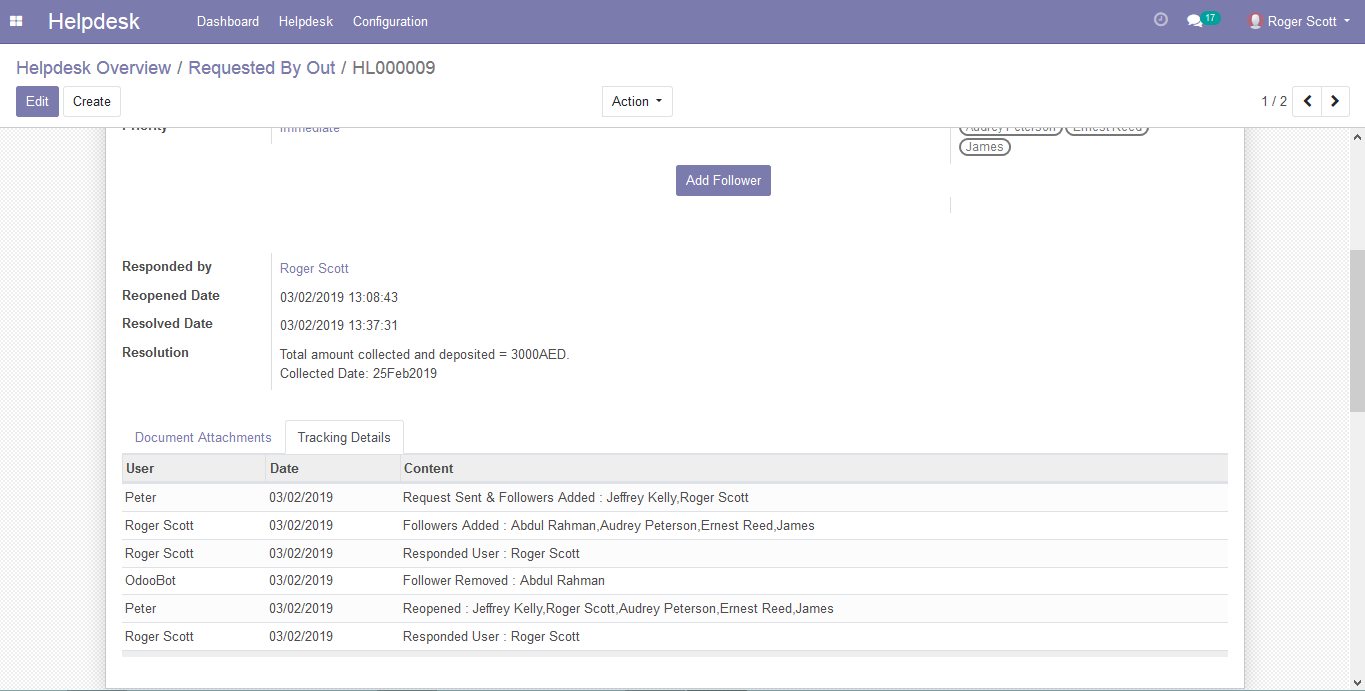 Helpdesk Dashboard Helpdesk Configuration 17 Roger Scott
Helpdesk Overview / Requested By Out / HL000009
Edit Create Action 1 / 2
Priority Immediate Audrey Peterson Ernest Reed
James
Add Follower
Responded by Roger Scott
Reopened Date 03/02/2019 13:08:43
Resolved Date 03/02/2019 13:37:31
Resolution Total amount collected and deposited = 3000AED.
Collected Date: 25Feb2019
Document Attachments Tracking Details
User Date Content
Peter 03/02/2019 Request Sent & Followers Added : Jeffrey Kelly,Roger Scott
Roger Scott 03/02/2019 Followers Added : Abdul Rahman,Audrey Peterson,Ernest Reed,James
Roger Scott 03/02/2019 Responded User : Roger Scott
OdooBot 03/02/2019 Follower Removed : Abdul Rahman
Peter 03/02/2019 Reopened : Jeffrey Kelly,Roger Scott,Audrey Peterson,Ernest Reed,James
Roger Scott 03/02/2019 Responded User : Roger Scott